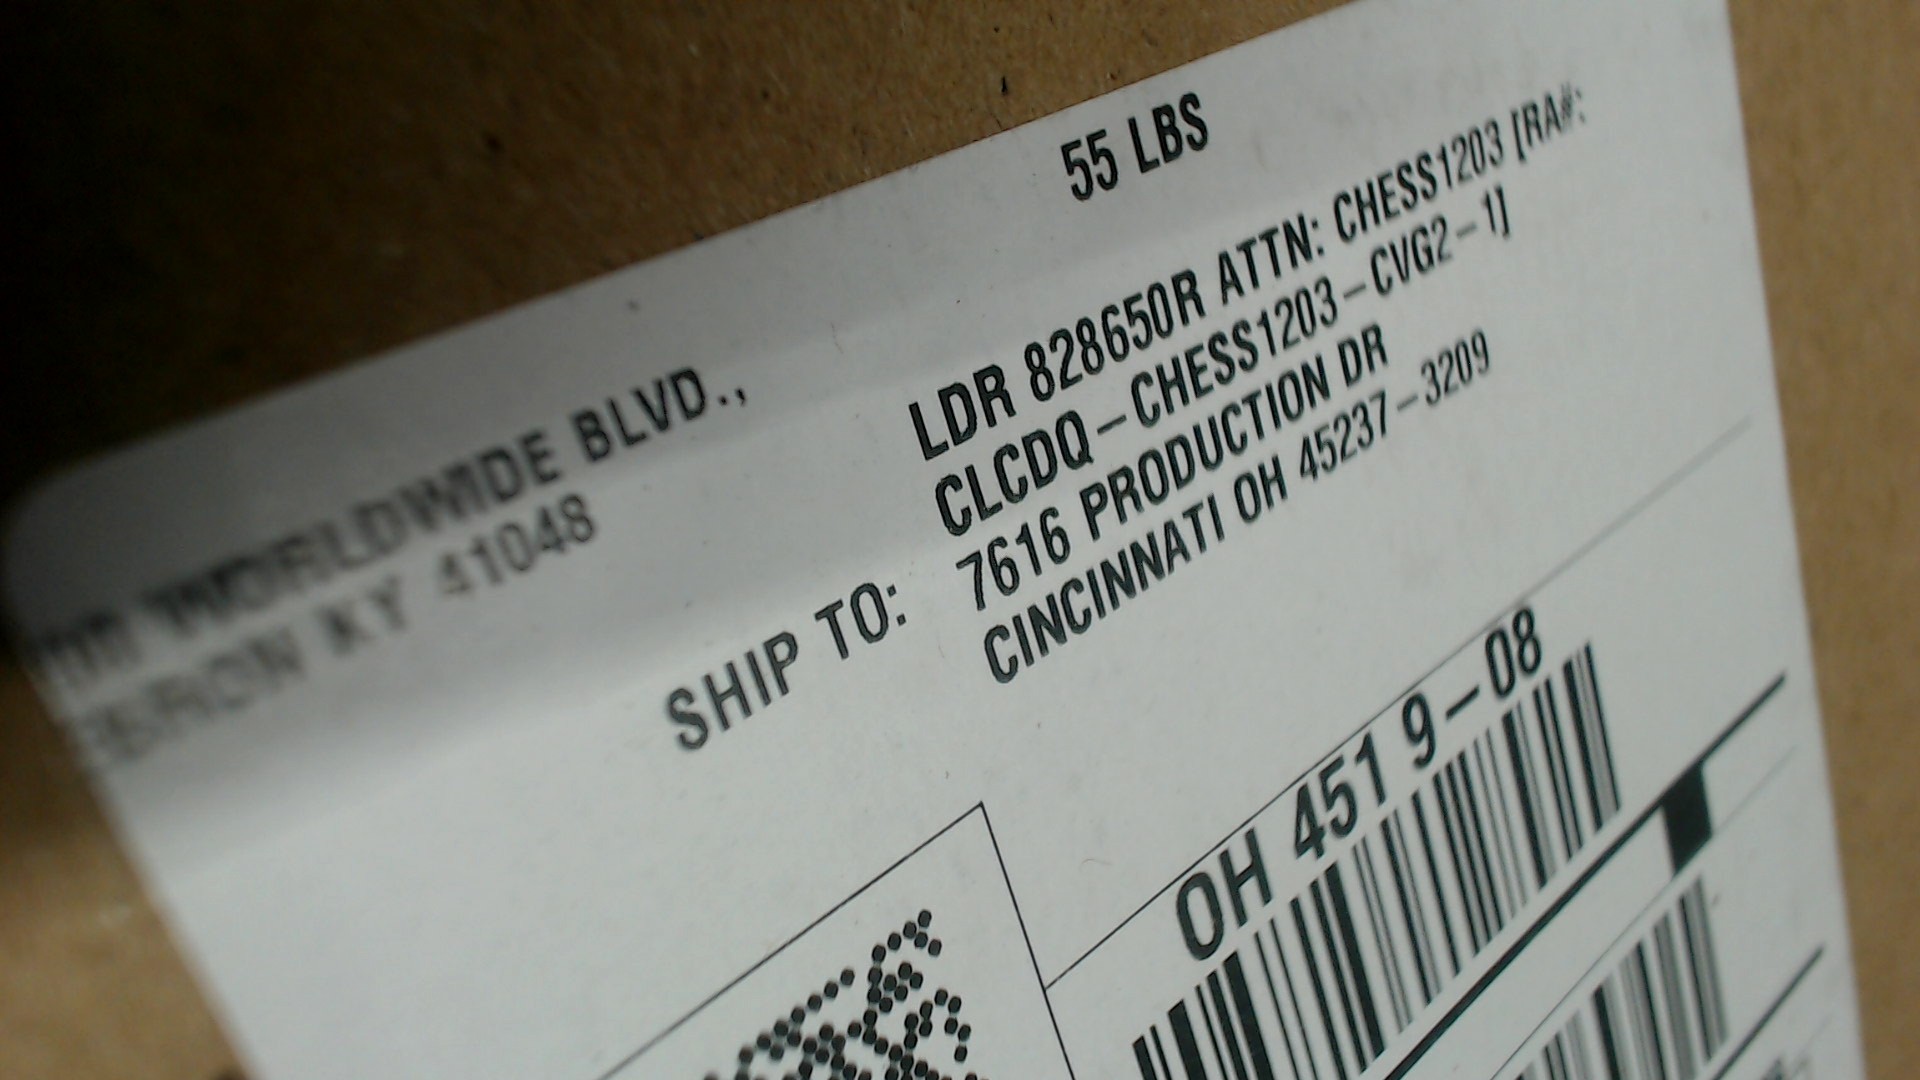 55 LBS
WORLDWIDE BLVD.,
KY 41048
SHIP TO:
LDR 828650R ATTN: CHESS1203 [RA#:
CLCDQ-CHESS1203-CVG2-1]
7616 PRODUCTION DR
CINCINNATI OH 45237-3209
OH 451 9-08